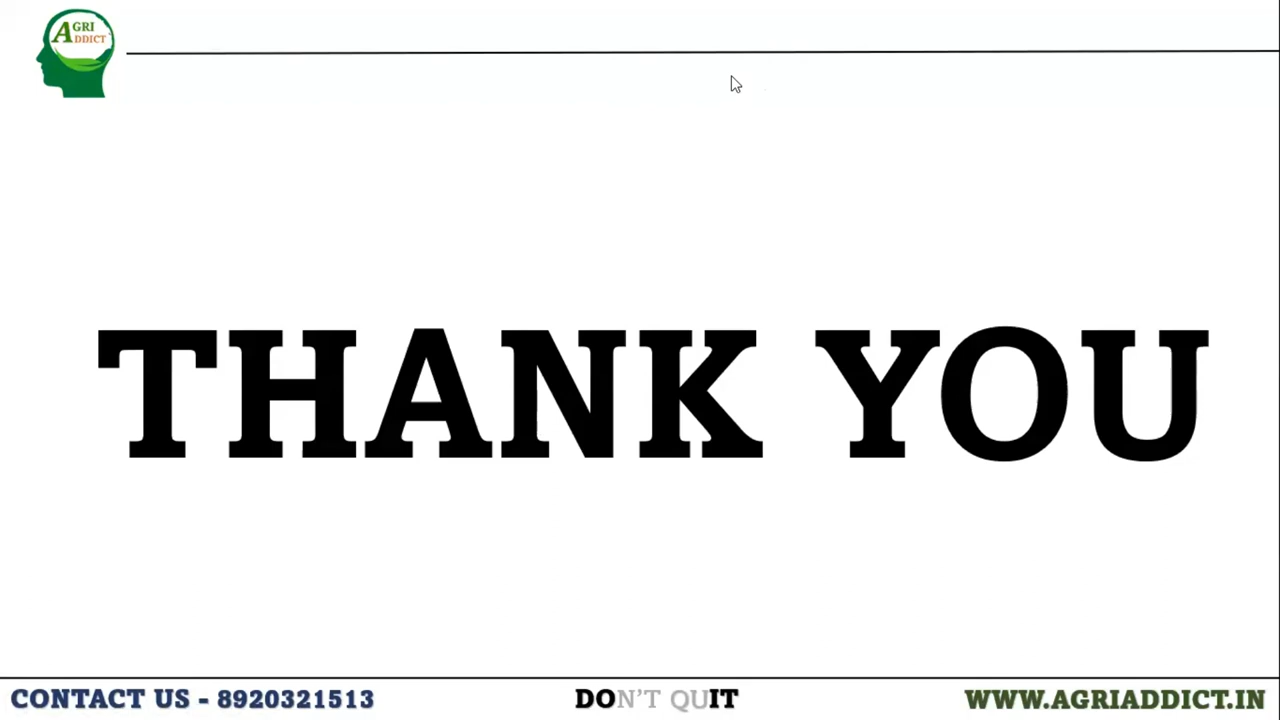 AGRI
ADDICT
THANK YOU
CONTACT US - 8920321513
DON'T QUIT
WWW.AGRIADDICT.IN